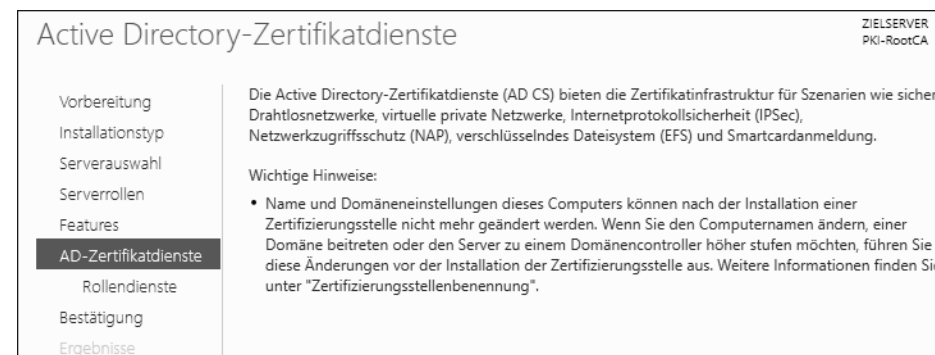 Active Directory-Zertifikatdienste
ZIELSERVER
PKI-RootCA
Vorbereitung
Installationstyp
Serverauswahl
Serverrollen
Features
AD-Zertifikatdienste
Rollendienste
Bestätigung
Ergebnisse
Die Active Directory-Zertifikatdienste (AD CS) bieten die Zertifikatinfrastruktur für Szenarien wie sicher
Drahtlosnetzwerke, virtuelle private Netzwerke, Internetprotokollsicherheit (IPSec),
Netzwerkzugriffsschutz (NAP), verschlüsselndes Dateisystem (EFS) und Smartcardanmeldung.
Wichtige Hinweise:
• Name und Domäneneinstellungen dieses Computers können nach der Installation einer
Zertifizierungsstelle nicht mehr geändert werden. Wenn Sie den Computernamen ändern, einer
Domäne beitreten oder den Server zu einem Domänencontroller höher stufen möchten, führen Sie
diese Änderungen vor der Installation der Zertifizierungsstelle aus. Weitere Informationen finden Sie
unter "Zertifizierungsstellenbenennung".